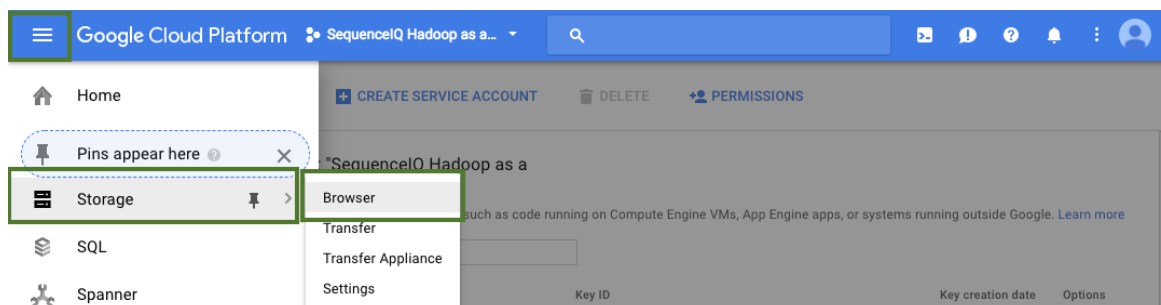 Google Cloud Platform SequenceIQ Hadoop as a...
Home
CREATE SERVICE ACCOUNT DELETE PERMISSIONS
Pins appear here
"SequenceIQ Hadoop as a
Storage
Browser
such as code running on Compute Engine VMs, App Engine apps, or systems running outside Google. Learn more
Transfer
SQL
Transfer Appliance
Settings
Spanner
Key ID Key creation date Options